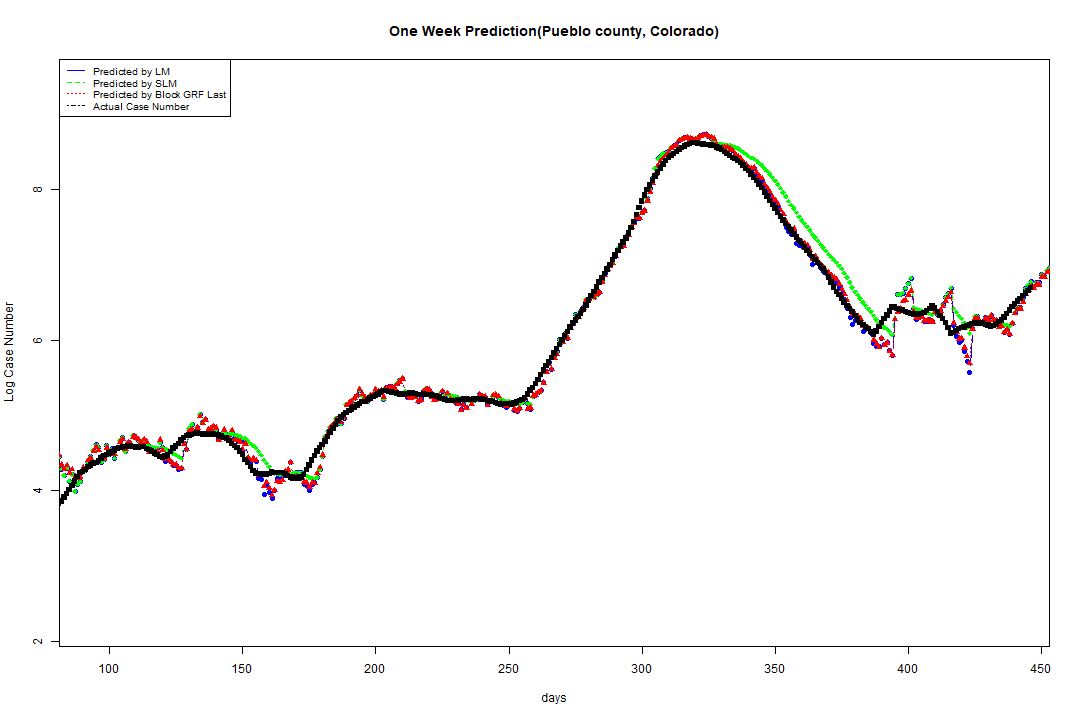 One Week Prediction(Pueblo county, Colorado)
Predicted by LM
Predicted by SLM
Predicted by Block GRF Last
Actual Case Number
8
6
4
2
Log Case Number
100 150 200 250 300 350 400 450
days